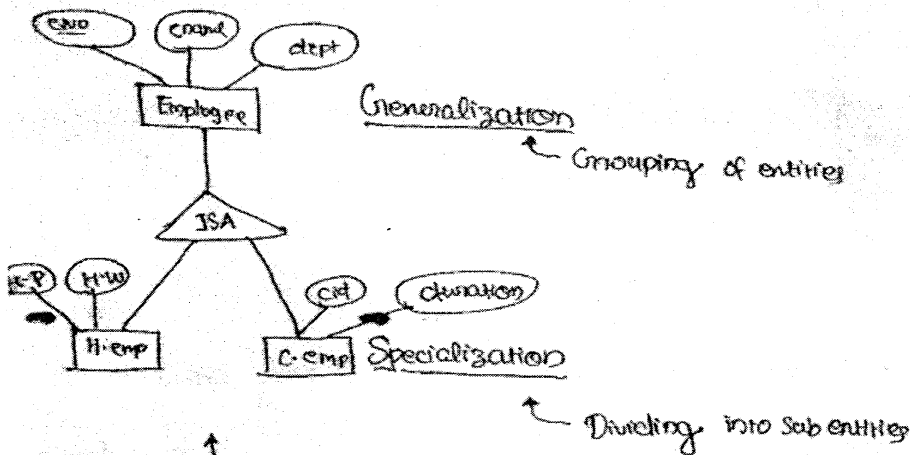 eno
ename
dept
Employee
Generalization
Grouping of entities
ISA
H-W
cid
duration
H-emp
C-emp
Specialization
Dividing into sub entities